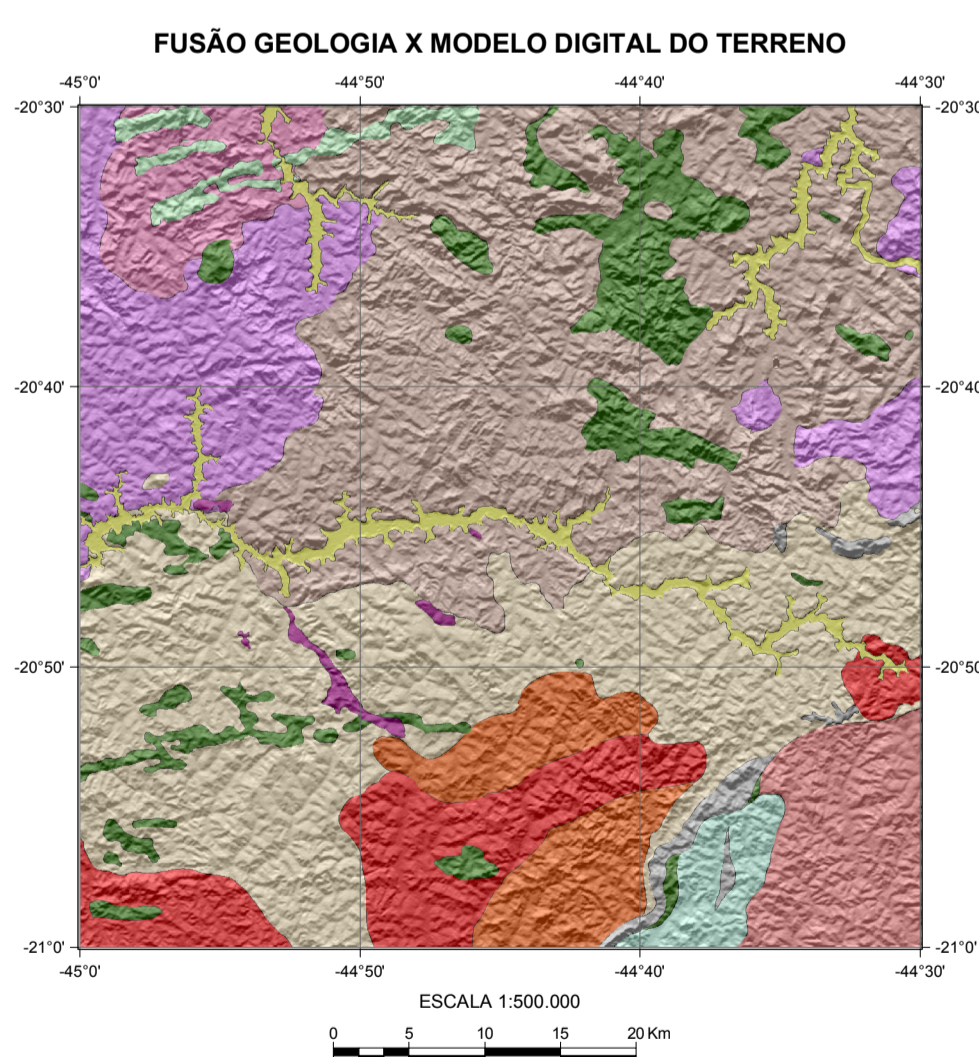 FUSÃO GEOLOGIA X MODELO DIGITAL DO TERRENO
-45°0' -44°50' -44°40' -44°30'
-20°30' -20°30
-20°40' -20°40
-20°50' -20°50
-21°0' -21°0'
-45°0' -44°50' -44°40' -44°30'
ESCALA 1:500.000
0 5 10 15 20 Km